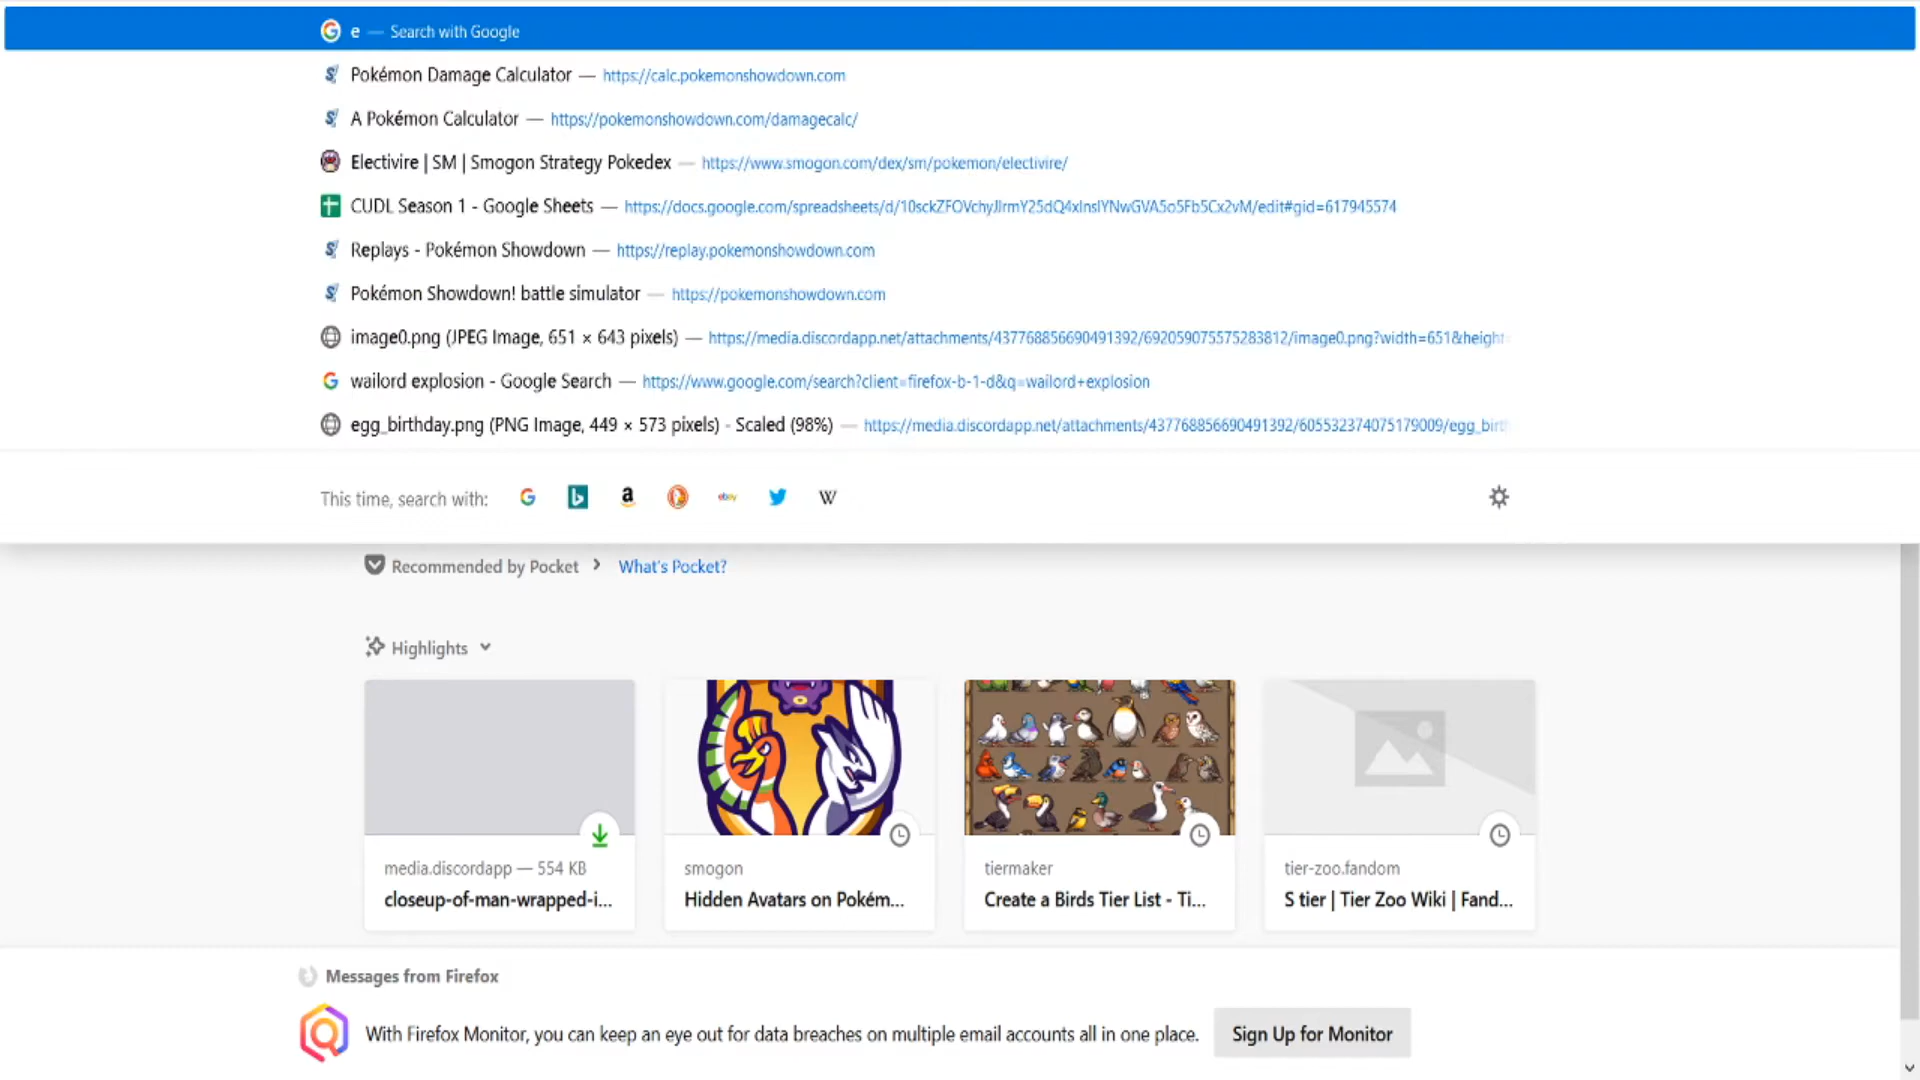 e — Search with Google
Pokémon Damage Calculator — https://calc.pokemonshowdown.com
A Pokémon Calculator — https://pokemonshowdown.com/damagecalc/
Electivire | SM | Smogon Strategy Pokedex — https://www.smogon.com/dex/sm/pokemon/electivire/
CUDL Season 1 - Google Sheets — https://docs.google.com/spreadsheets/d/10sckZFOVchyJIrmY25dQ4xInsIYNwGVA5o5Fb5Cx2vM/edit#gid=617945574
Replays - Pokémon Showdown — https://replay.pokemonshowdown.com
Pokémon Showdown! battle simulator — https://pokemonshowdown.com
image0.png (JPEG Image, 651 × 643 pixels) — https://media.discordapp.net/attachments/437768856690491392/692059075575283812/image0.png?width=651&height
wailord explosion - Google Search — https://www.google.com/search?client=firefox-b-1-d&q=wailord+explosion
egg_birthday.png (PNG Image, 449 × 573 pixels) - Scaled (98%) — https://media.discordapp.net/attachments/437768856690491392/605532374075179009/egg_birt
This time, search with:
Recommended by Pocket > What's Pocket?
Highlights
media.discordapp — 554 KB
closeup-of-man-wrapped-i...
smogon
Hidden Avatars on Pokém...
tiermaker
Create a Birds Tier List - Ti...
tier-zoo.fandom
S tier | Tier Zoo Wiki | Fand...
Messages from Firefox
With Firefox Monitor, you can keep an eye out for data breaches on multiple email accounts all in one place.
Sign Up for Monitor